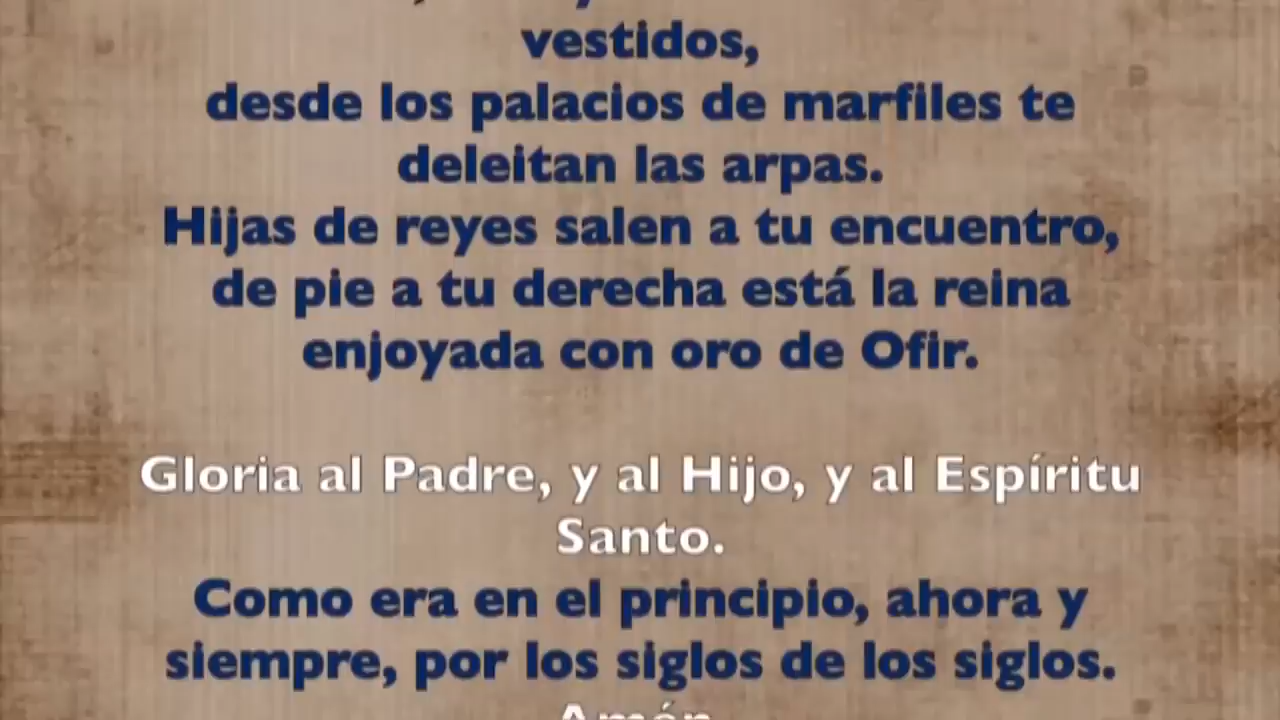 vestidos,
desde los palacios de marfiles te
deleitan las arpas.
Hijas de reyes salen a tu encuentro,
de pie a tu derecha está la reina
enjoyada con oro de Ofir.
Gloria al Padre, y al Hijo, y al Espíritu
Santo.
Como era en el principio, ahora y
siempre, por los siglos de los siglos.
Amén.